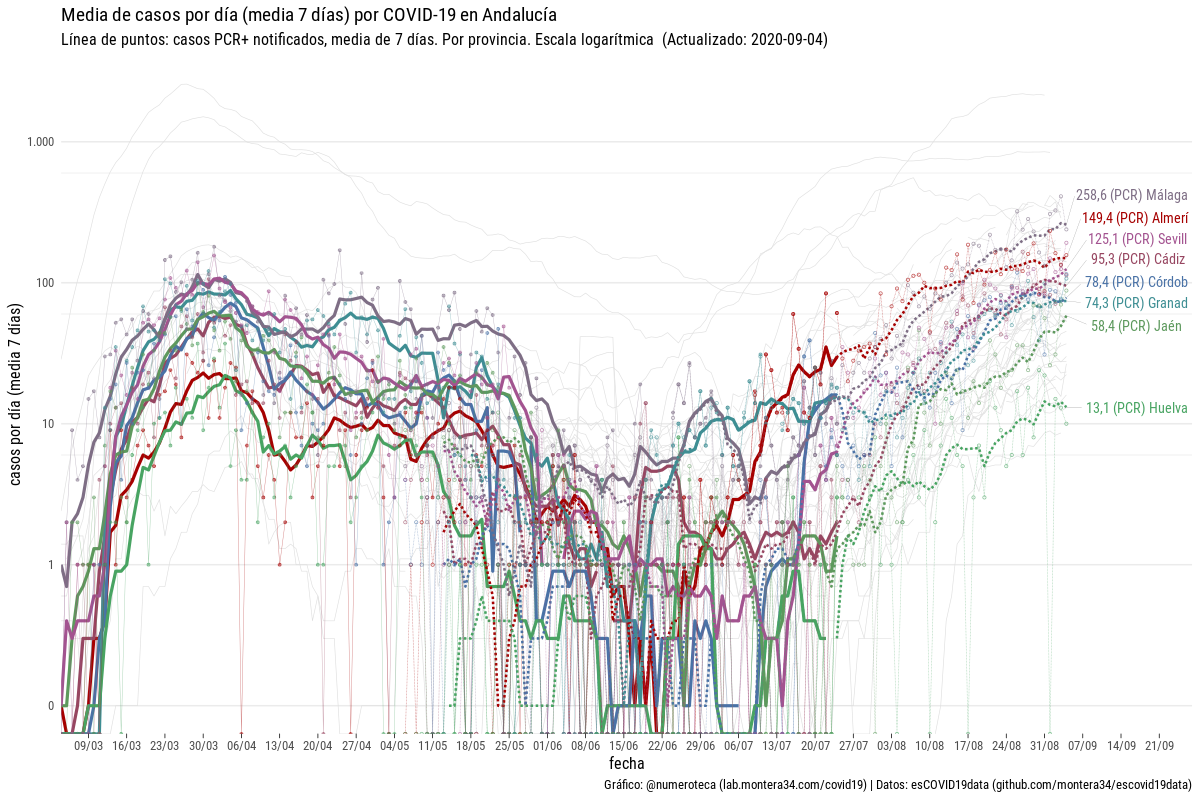 Media de casos por día (media 7 días) por COVID-19 en Andalucía
Línea de puntos: casos PCR+ notificados, media de 7 días. Por provincia. Escala logarítmica (Actualizado: 2020-09-04)
casos por día (media 7 días)
1.000
100
10
1
0
258,6 (PCR) Málaga
149,4 (PCR) Almerí
125,1 (PCR) Sevill
95,3 (PCR) Cádiz
78,4 (PCR) Córdob
74,3 (PCR) Granad
58,4 (PCR) Jaén
13,1 (PCR) Huelva
09/03 16/03 23/03 30/03 06/04 13/04 20/04 27/04 04/05 11/05 18/05 25/05 01/06 08/06 15/06 22/06 29/06 06/07 13/07 20/07 27/07 03/08 10/08 17/08 24/08 31/08 07/09 14/09 21/09
fecha
Gráfico: @numeroteca (lab.montera34.com/covid19) | Datos: esCOVID19data (github.com/montera34/escovid19data)